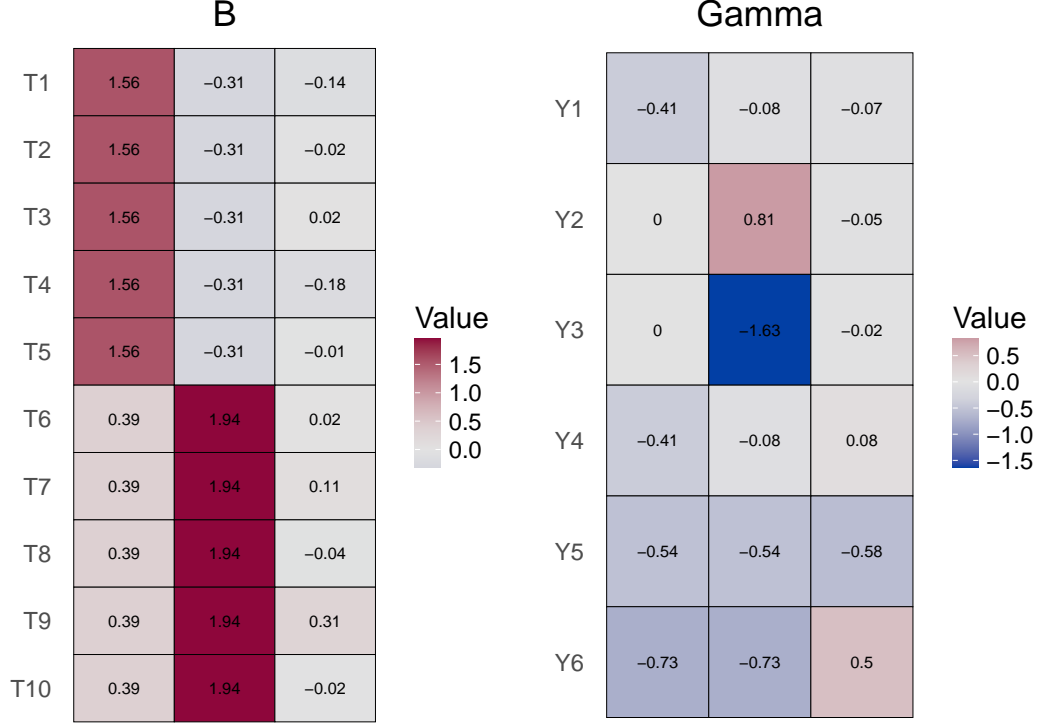 B
T1 1.56 −0.31 −0.14
T2 1.56 −0.31 −0.02
T3 1.56 −0.31 0.02
T4 1.56 −0.31 −0.18
T5 1.56 −0.31 −0.01
T6 0.39 1.94 0.02
T7 0.39 1.94 0.11
T8 0.39 1.94 −0.04
T9 0.39 1.94 0.31
T10 0.39 1.94 −0.02
Value
1.5
1.0
0.5
0.0
Gamma
Y1 −0.41 −0.08 −0.07
Y2 0 0.81 −0.05
Y3 0 −1.63 −0.02
Y4 −0.41 −0.08 0.08
Y5 −0.54 −0.54 −0.58
Y6 −0.73 −0.73 0.5
Value
0.5
0.0
−0.5
−1.0
−1.5